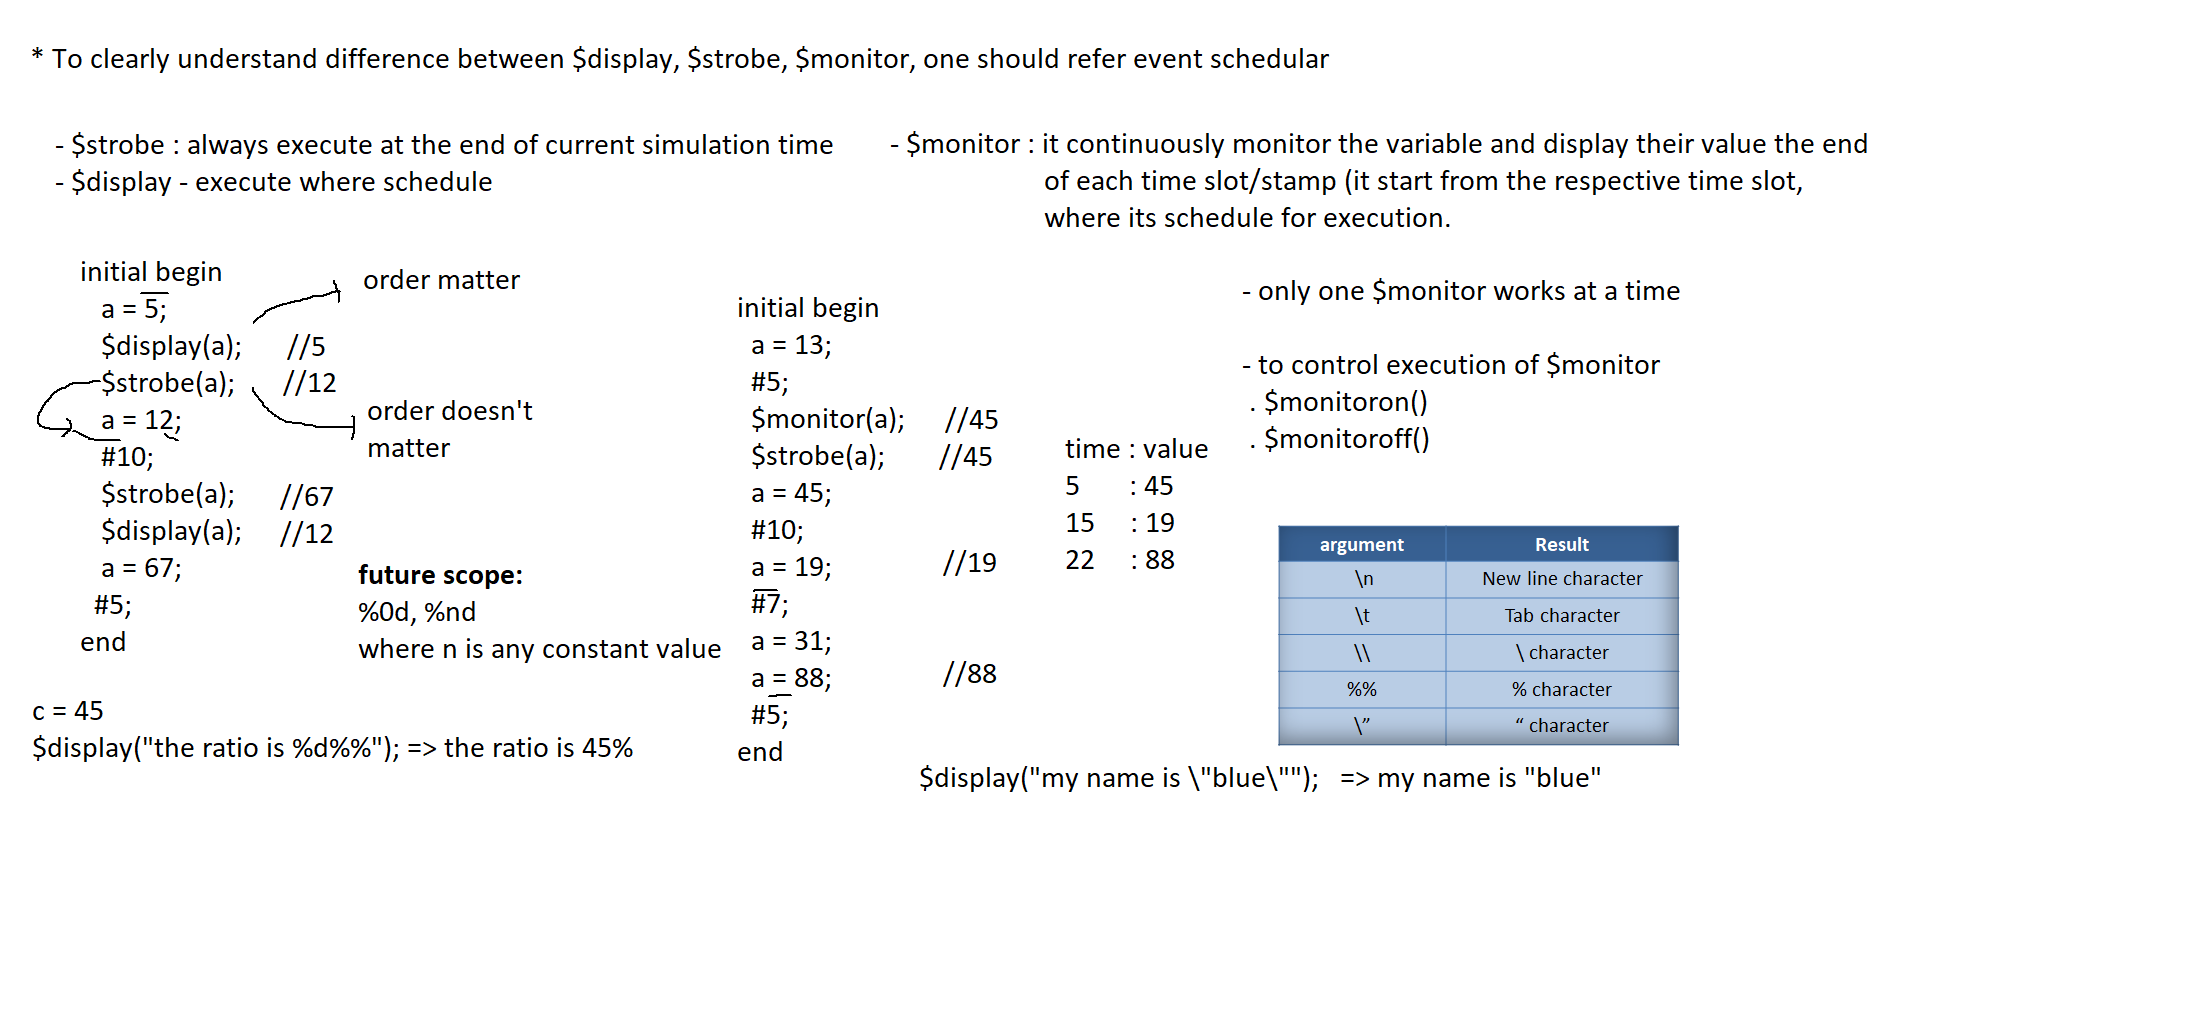 * To clearly understand difference between $display, $strobe, $monitor, one should refer event schedular
- $strobe : always execute at the end of current simulation time
- $display - execute where schedule
- $monitor : it continuously monitor the variable and display their value the end
of each time slot/stamp (it start from the respective time slot,
where its schedule for execution.
initial begin
a = 5;
$display(a); //5
$strobe(a); //12
a = 12;
#10;
$strobe(a); //67
$display(a); //12
a = 67;
#5;
end
order matter
order doesn't
matter
future scope:
%0d, %nd
where n is any constant value
c = 45
$display("the ratio is %d%%"); => the ratio is 45%
initial begin
a = 13;
#5;
$monitor(a); //45
$strobe(a); //45
a = 45;
#10;
a = 19; //19
#7;
a = 31;
a = 88; //88
#5;
end
time : value
5 : 45
15 : 19
22 : 88
- only one $monitor works at a time
- to control execution of $monitor
. $monitoron()
. $monitoroff()
argument Result
\n New line character
\t Tab character
\\ \ character
%% % character
\” “ character
$display("my name is \"blue\""); => my name is "blue"